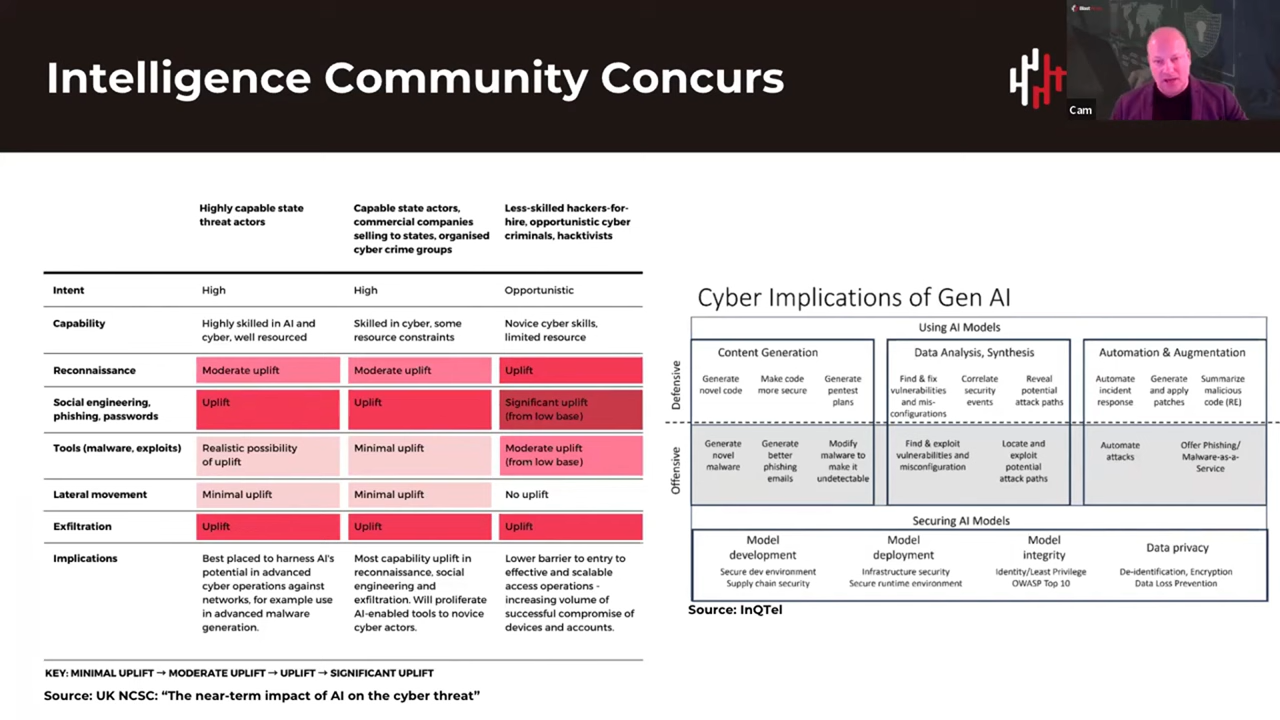 Intelligence Community Concurs
Cam
Highly capable state
threat actors
Capable state actors,
commercial companies
selling to states, organised
cyber crime groups
Less-skilled hackers-for-
hire, opportunistic cyber
criminals, hacktivists
Intent
High
High
Opportunistic
Capability
Highly skilled in AI and
cyber, well resourced
Skilled in cyber, some
resource constraints
Novice cyber skills,
limited resource
Reconnaissance
Moderate uplift
Moderate uplift
Uplift
Social engineering,
phishing, passwords
Uplift
Uplift
Significant uplift
(from low base)
Tools (malware, exploits)
Realistic possibility
of uplift
Minimal uplift
Moderate uplift
(from low base)
Lateral movement
Minimal uplift
Minimal uplift
No uplift
Exfiltration
Uplift
Uplift
Uplift
Implications
Best placed to harness AI's
potential in advanced
cyber operations against
networks, for example use
in advanced malware
generation.
Most capability uplift in
reconnaissance, social
engineering and
exfiltration. Will proliferate
AI-enabled tools to novice
cyber actors.
Lower barrier to entry to
effective and scalable
access operations -
increasing volume of
successful compromise of
devices and accounts.
KEY: MINIMAL UPLIFT → MODERATE UPLIFT → UPLIFT → SIGNIFICANT UPLIFT
Source: UK NCSC: “The near-term impact of AI on the cyber threat”
Cyber Implications of Gen AI
Using AI Models
Defensive
Content Generation
Generate
novel code
Make code
more secure
Generate
pentest
plans
Data Analysis, Synthesis
Find & fix
vulnerabilities
and mis-
configurations
Correlate
security
events
Reveal
potential
attack paths
Automation & Augmentation
Automate
incident
response
Generate
and apply
patches
Summarize
malicious
code (RE)
Offensive
Generate
novel
malware
Generate
better
phishing
emails
Modify
malware to
make it
undetectable
Find & exploit
vulnerabilities and
misconfiguration
Locate and
exploit
potential
attack paths
Automate
attacks
Offer Phishing/
Malware-as-a-
Service
Securing AI Models
Model
development
Secure dev environment
Supply chain security
Model
deployment
Infrastructure security
Secure runtime environment
Model
integrity
Identity/Least Privilege
OWASP Top 10
Data privacy
De-identification, Encryption
Data Loss Prevention
Source: InQTel